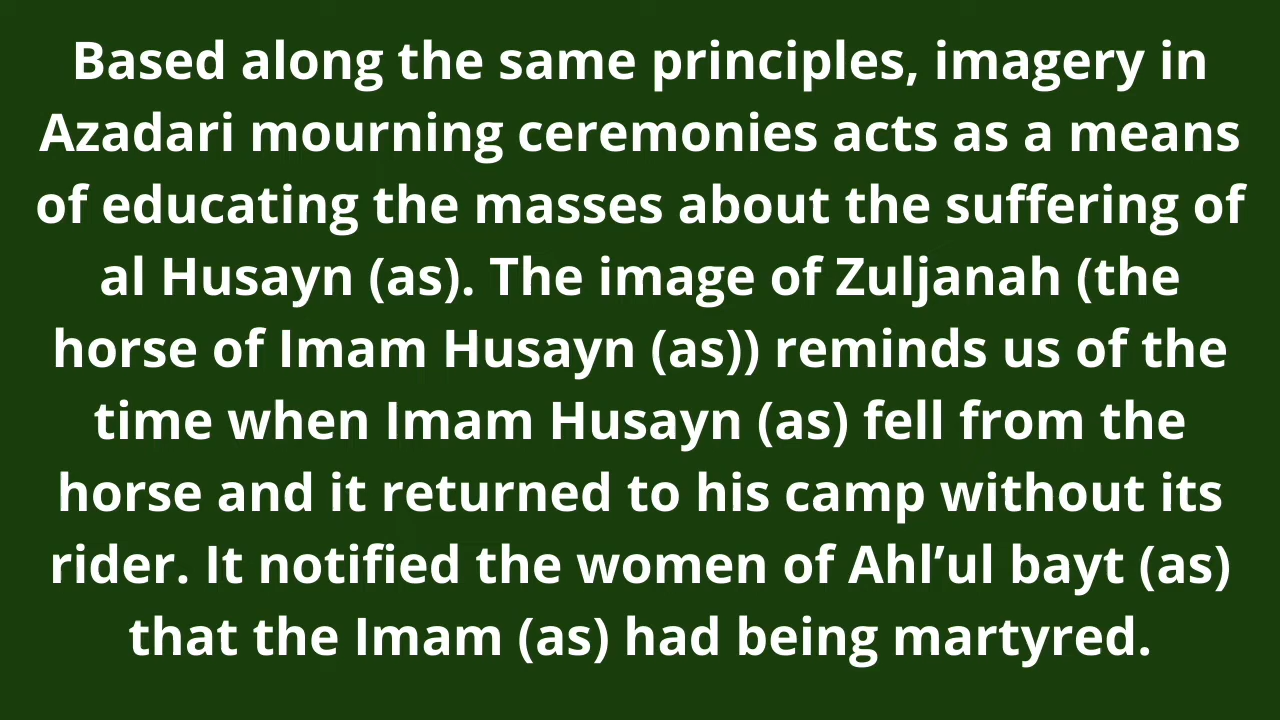 Based along the same principles, imagery in
Azadari mourning ceremonies acts as a means
of educating the masses about the suffering of
al Husayn (as). The image of Zuljanah (the
horse of Imam Husayn (as)) reminds us of the
time when Imam Husayn (as) fell from the
horse and it returned to his camp without its
rider. It notified the women of Ahl’ul bayt (as)
that the Imam (as) had being martyred.